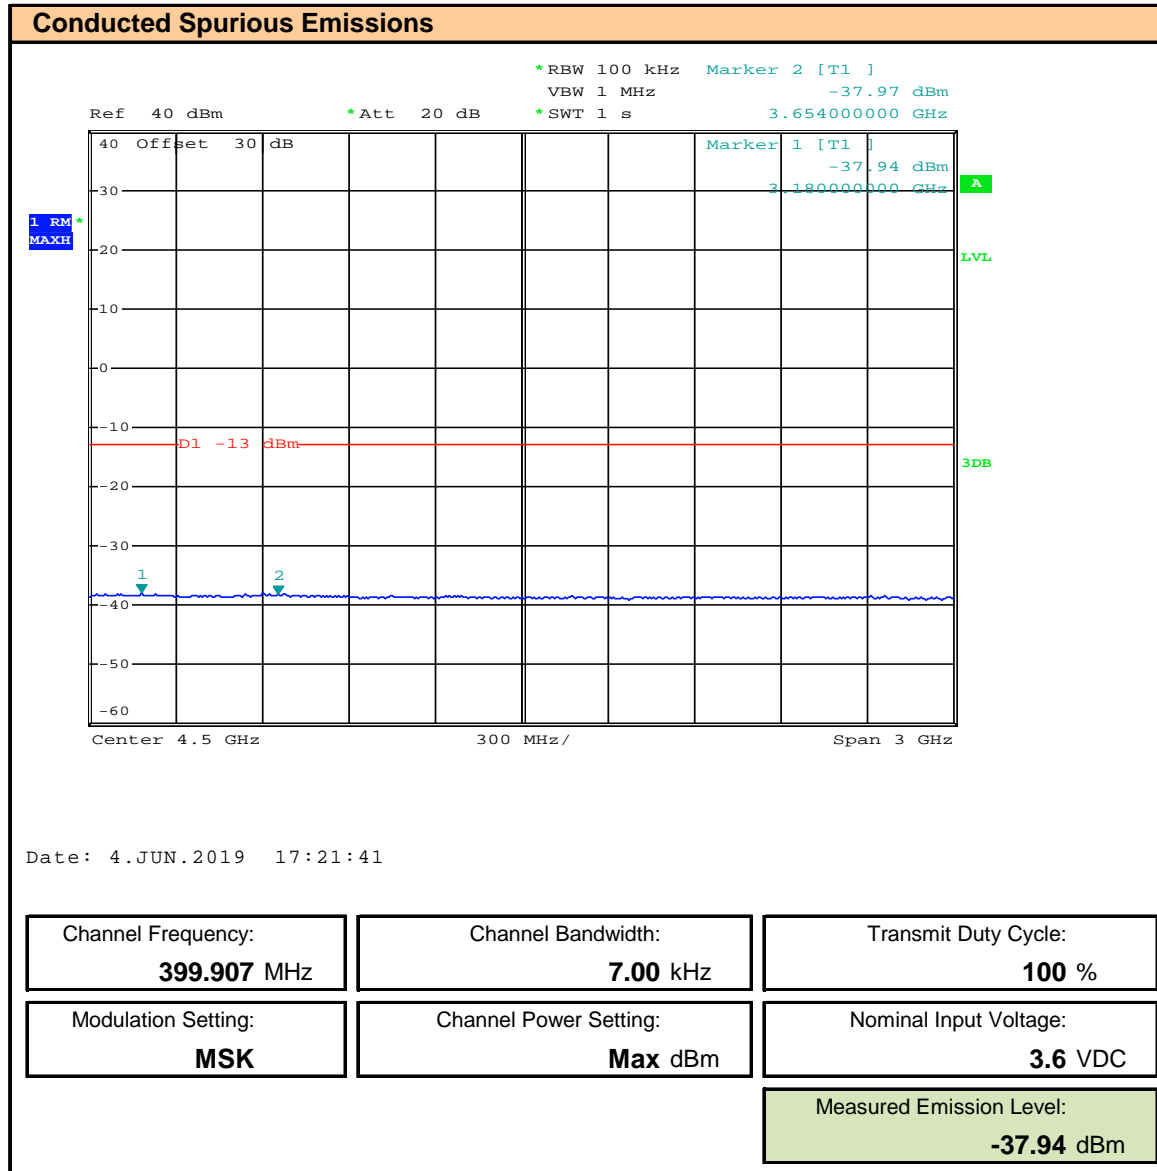 Conducted Spurious Emissions
*RBW 100 kHz Marker 2 [T1 ]
VBW 1 MHz -37.97 dBm
Ref 40 dBm *Att 20 dB *SWT 1 s 3.654000000 GHz
40 Offset 30 dB Marker 1 [T1 ]
-37.94 dBm
30 3.180000000 GHz A
1 RM *
MAXH
20
LVL
10
0
-10
D1 -13 dBm
3DB
-20
-30
1 2
-40
-50
-60
Center 4.5 GHz 300 MHz/ Span 3 GHz
Date: 4.JUN.2019 17:21:41
Channel Frequency: Channel Bandwidth: Transmit Duty Cycle:
399.907 MHz 7.00 kHz 100 %
Modulation Setting: Channel Power Setting: Nominal Input Voltage:
MSK Max dBm 3.6 VDC
Measured Emission Level:
-37.94 dBm